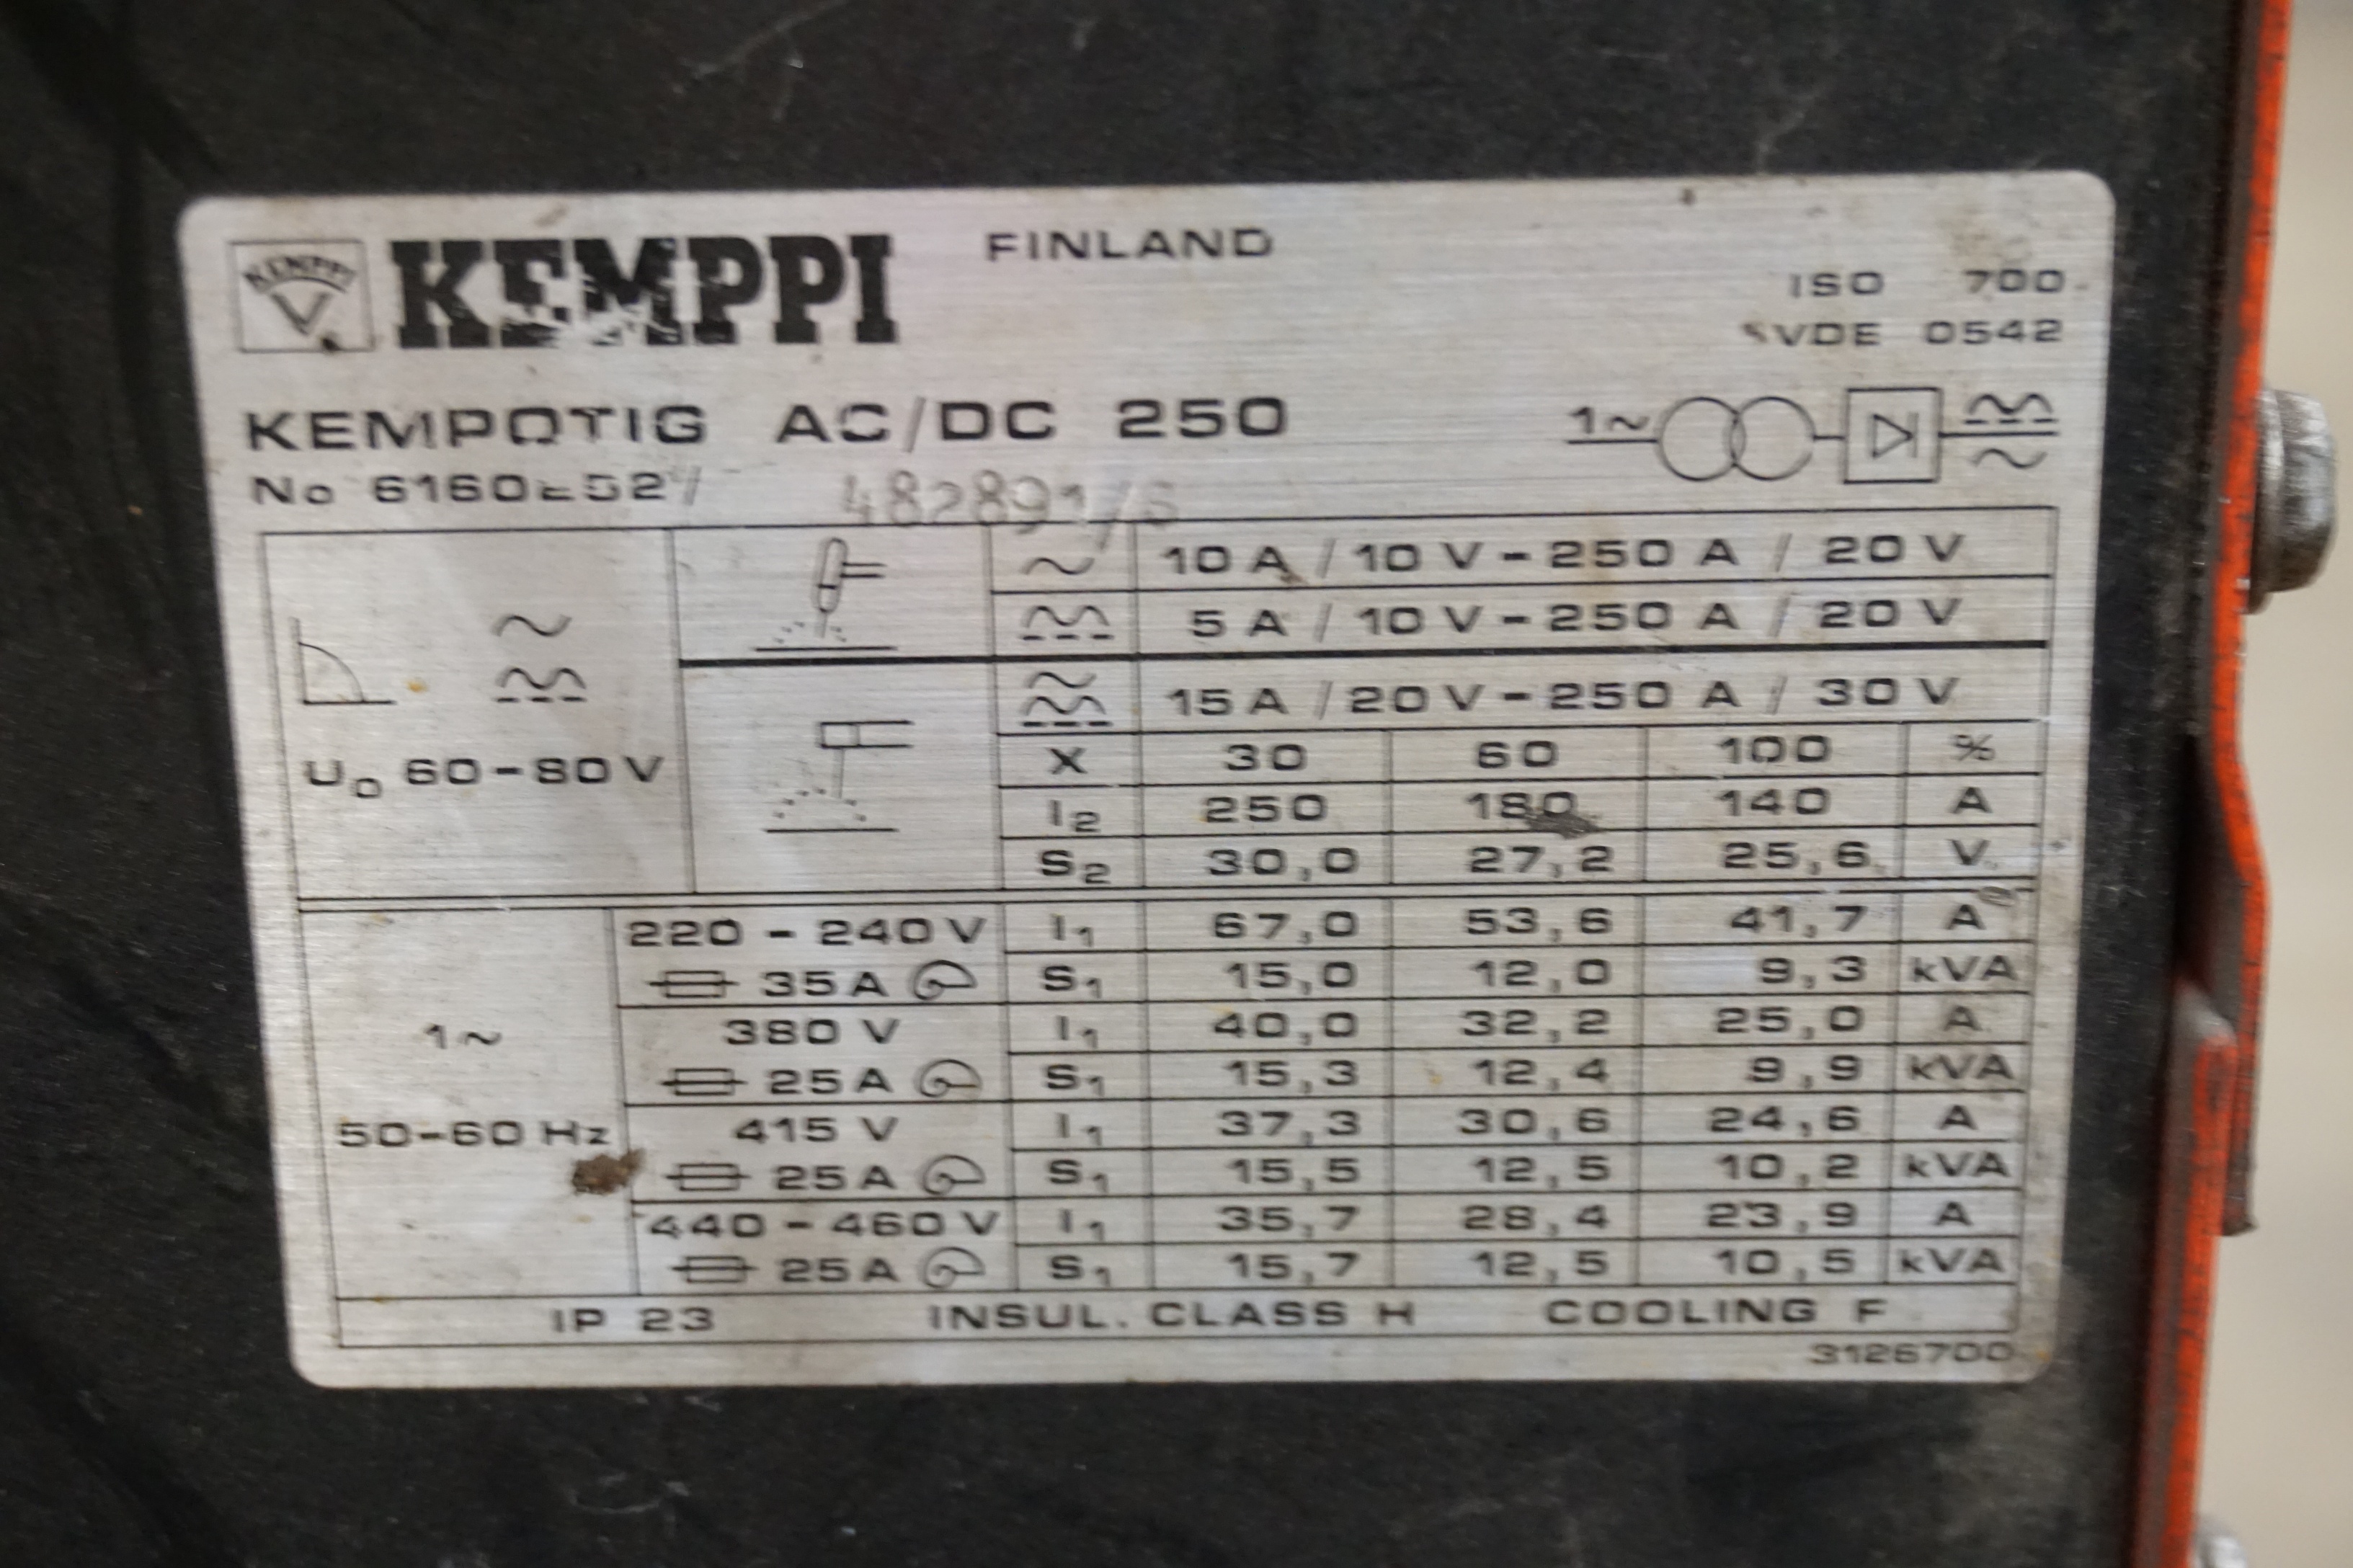 KEMPPI KEMPPI FINLAND
ISO 700
VDE 0542
KEMPOTIG AC/DC 250
1~
No
~ 10 A / 10 V - 250 A / 20 V
5 A / 10 V - 250 A / 20 V
~
15 A / 20 V - 250 A / 30 V
U₀ 60-80 V
X 30 60 100 %
I₂ 250 180 140 A
S₂ 30,0 27,2 25,6 V
220 - 240 V I₁ 67,0 53,6 41,7 A
35 A S₁ 15,0 12,0 9,3 kVA
1~
380 V I₁ 40,0 32,2 25,0 A
25 A S₁ 15,3 12,4 9,9 kVA
50-60 Hz
415 V I₁ 37,3 30,6 24,6 A
25 A S₁ 15,5 12,5 10,2 kVA
440 - 460 V I₁ 35,7 28,4 23,9 A
25 A S₁ 15,7 12,5 10,5 kVA
IP 23 INSUL. CLASS H COOLING F
3126700